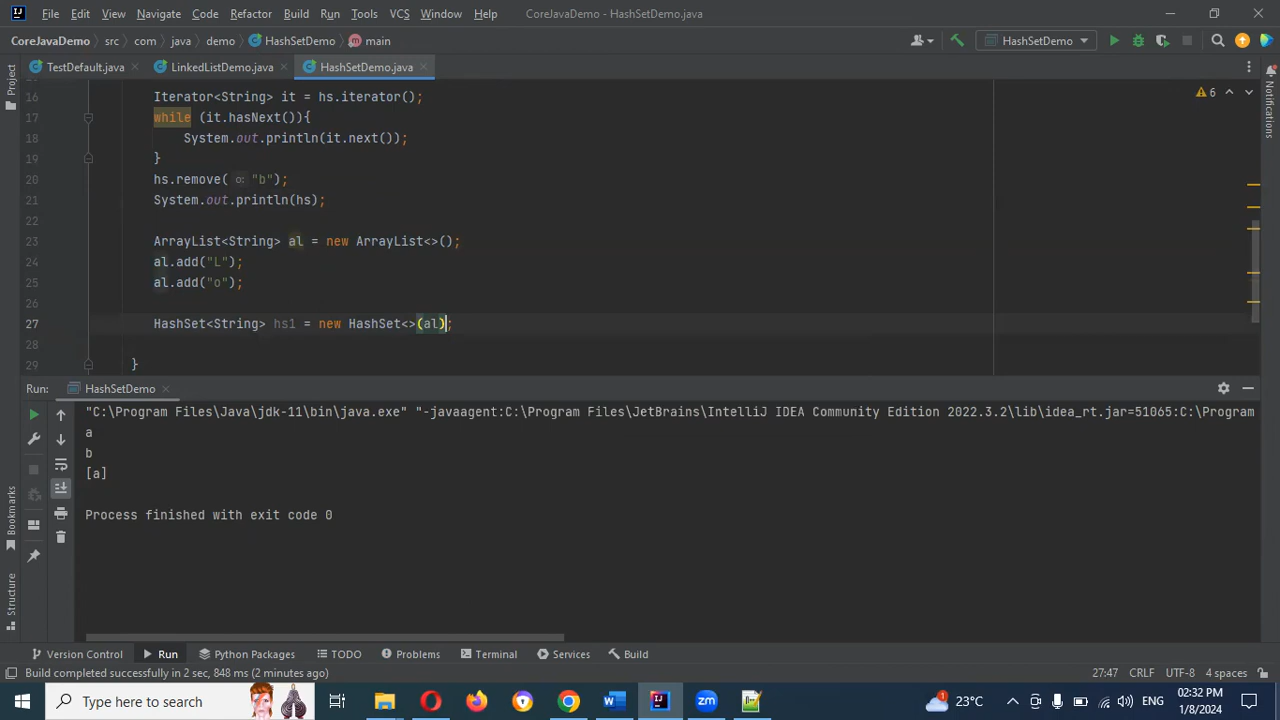 File Edit View Navigate Code Refactor Build Run Tools VCS Window Help CoreJavaDemo - HashSetDemo.java
CoreJavaDemo src com java demo HashSetDemo main HashSetDemo
TestDefault.java LinkedListDemo.java HashSetDemo.java
Project
Notifications
6
16 Iterator<String> it = hs.iterator();
17 while (it.hasNext()){
18 System.out.println(it.next());
19 }
20 hs.remove( o: "b");
21 System.out.println(hs);
22
23 ArrayList<String> al = new ArrayList<>();
24 al.add("L");
25 al.add("o");
26
27 HashSet<String> hs1 = new HashSet<>(al);
28
29 }
Run: HashSetDemo
"C:\Program Files\Java\jdk-11\bin\java.exe" "-javaagent:C:\Program Files\JetBrains\IntelliJ IDEA Community Edition 2022.3.2\lib\idea_rt.jar=51065:C:\Program
a
b
[a]
Process finished with exit code 0
Bookmarks
Structure
Version Control Run Python Packages TODO Problems Terminal Services Build
Build completed successfully in 2 sec, 848 ms (2 minutes ago) 27:47 CRLF UTF-8 4 spaces
Type here to search 23°C ENG 02:32 PM
1/8/2024